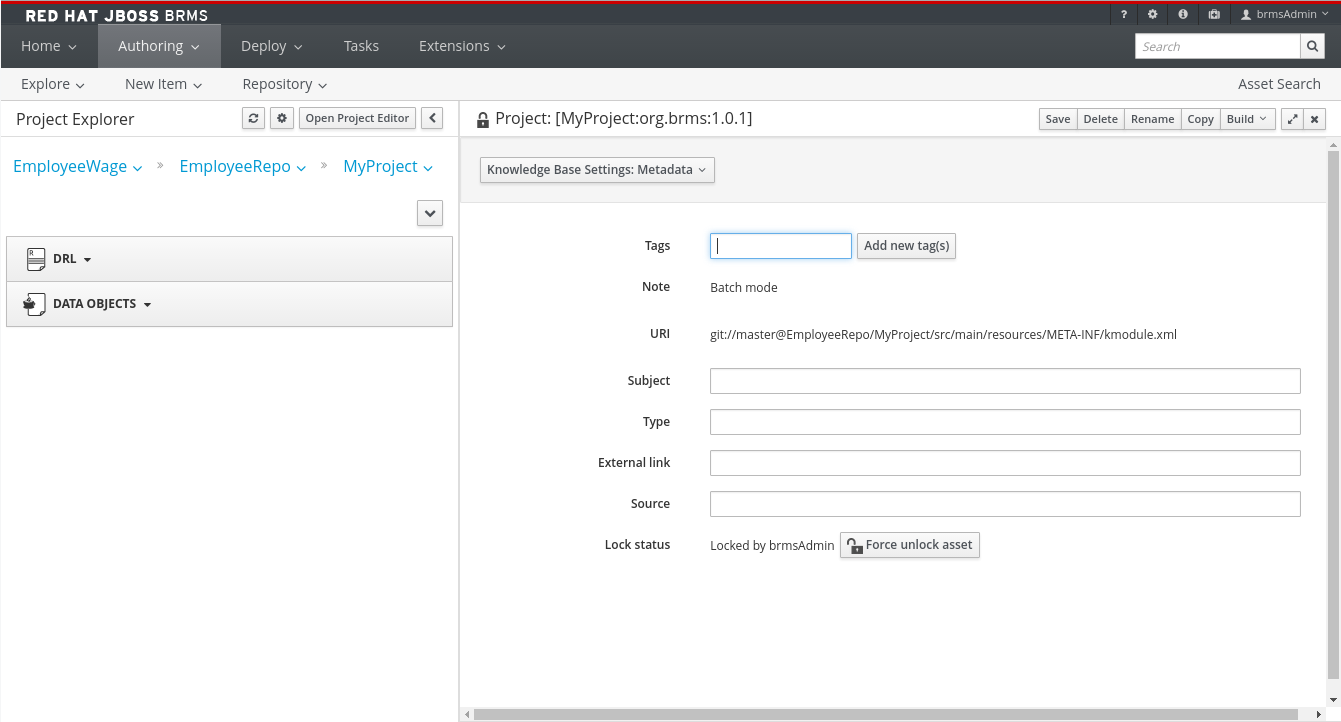 RED HAT JBOSS BRMS
? brmsAdmin
Home Authoring Deploy Tasks Extensions Search
Explore New Item Repository Asset Search
Project Explorer Open Project Editor
Project: [MyProject:org.brms:1.0.1] Save Delete Rename Copy Build
EmployeeWage » EmployeeRepo » MyProject
Knowledge Base Settings: Metadata
DRL
DATA OBJECTS
Tags Add new tag(s)
Note Batch mode
URI git://master@EmployeeRepo/MyProject/src/main/resources/META-INF/kmodule.xml
Subject
Type
External link
Source
Lock status Locked by brmsAdmin Force unlock asset